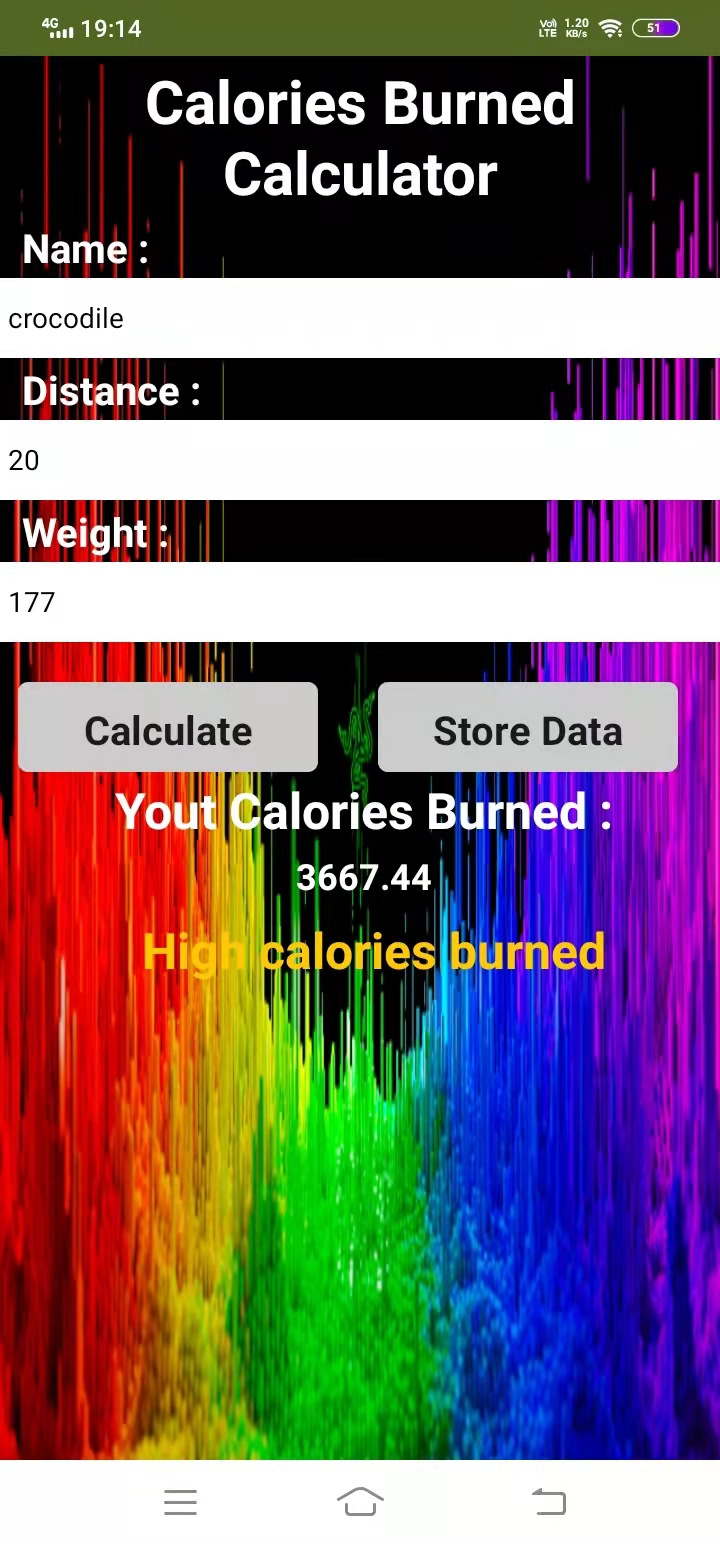 4G 19:14 Vo) LTE 1.20 KB/s 51
Calories Burned
Calculator
Name :
crocodile
Distance :
20
Weight :
177
Calculate Store Data
Yout Calories Burned :
3667.44
High calories burned